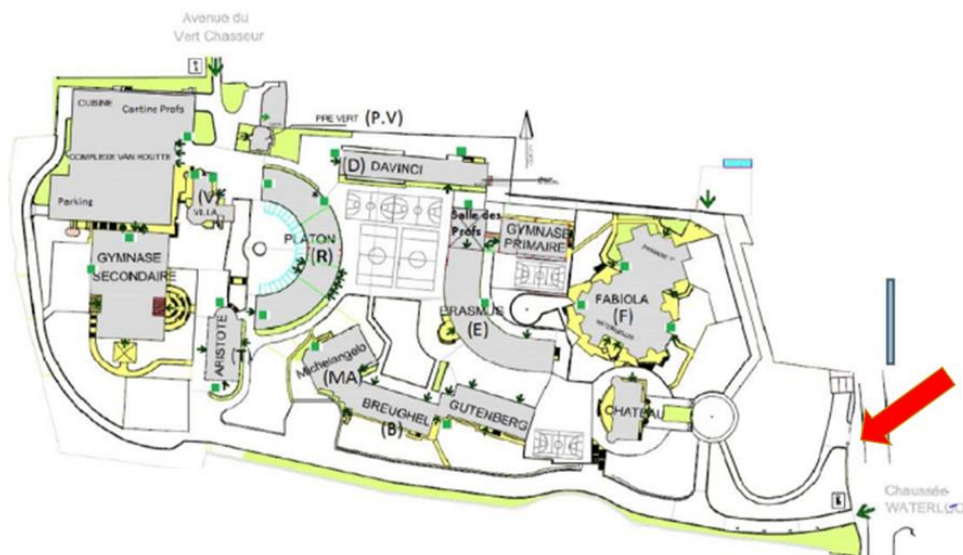 Avenue du
Vert Chasseur
CUISINE
Cantine Profs
PRE VERT (P.V)
COMPLEXE VAN HOUTTE
(D) DAVINCI
Parking
(V)
VILLA
Salle des
Profs
GYMNASE
PRIMAIRE
PLATON
(R)
GYMNASE
SECONDAIRE
FABIOLA
(F)
ERASMUS
(E)
ARISTOTE
(T)
Michelangelo
(MA)
BREUGHEL
(B)
GUTENBERG
CHATEAU
Chaussée
WATERLOO